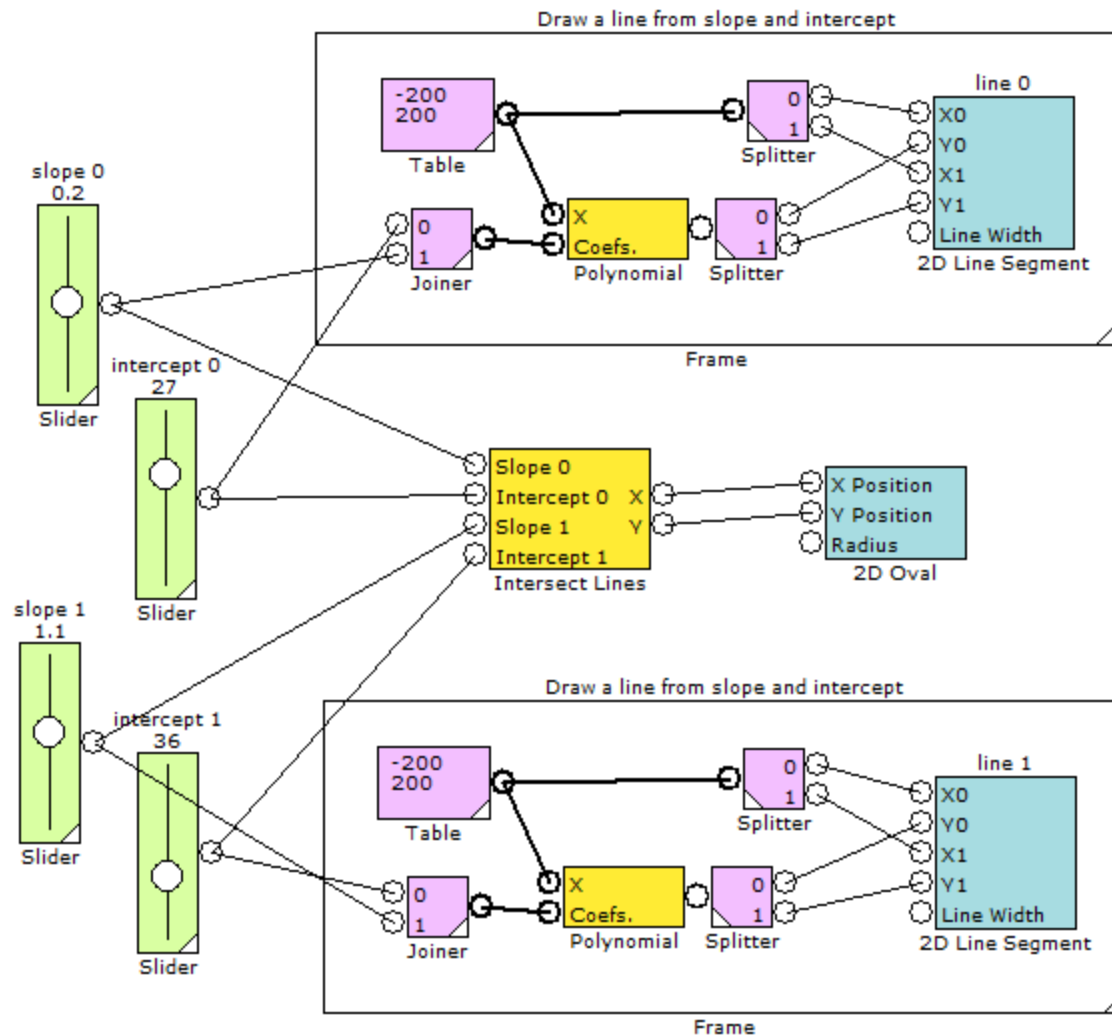 Draw a line from slope and intercept
-200
200
Table
0
1
Splitter
line 0
X0
Y0
X1
Y1
Line Width
2D Line Segment
slope 0
0.2
Slider
0
1
Joiner
X
Coefs.
Polynomial
0
1
Splitter
Frame
intercept 0
27
Slider
Slope 0
Intercept 0 X
Slope 1 Y
Intercept 1
Intersect Lines
X Position
Y Position
Radius
2D Oval
slope 1
1.1
Slider
intercept 1
36
Slider
Draw a line from slope and intercept
-200
200
Table
0
1
Splitter
line 1
X0
Y0
X1
Y1
Line Width
2D Line Segment
0
1
Joiner
X
Coefs.
Polynomial
0
1
Splitter
Frame